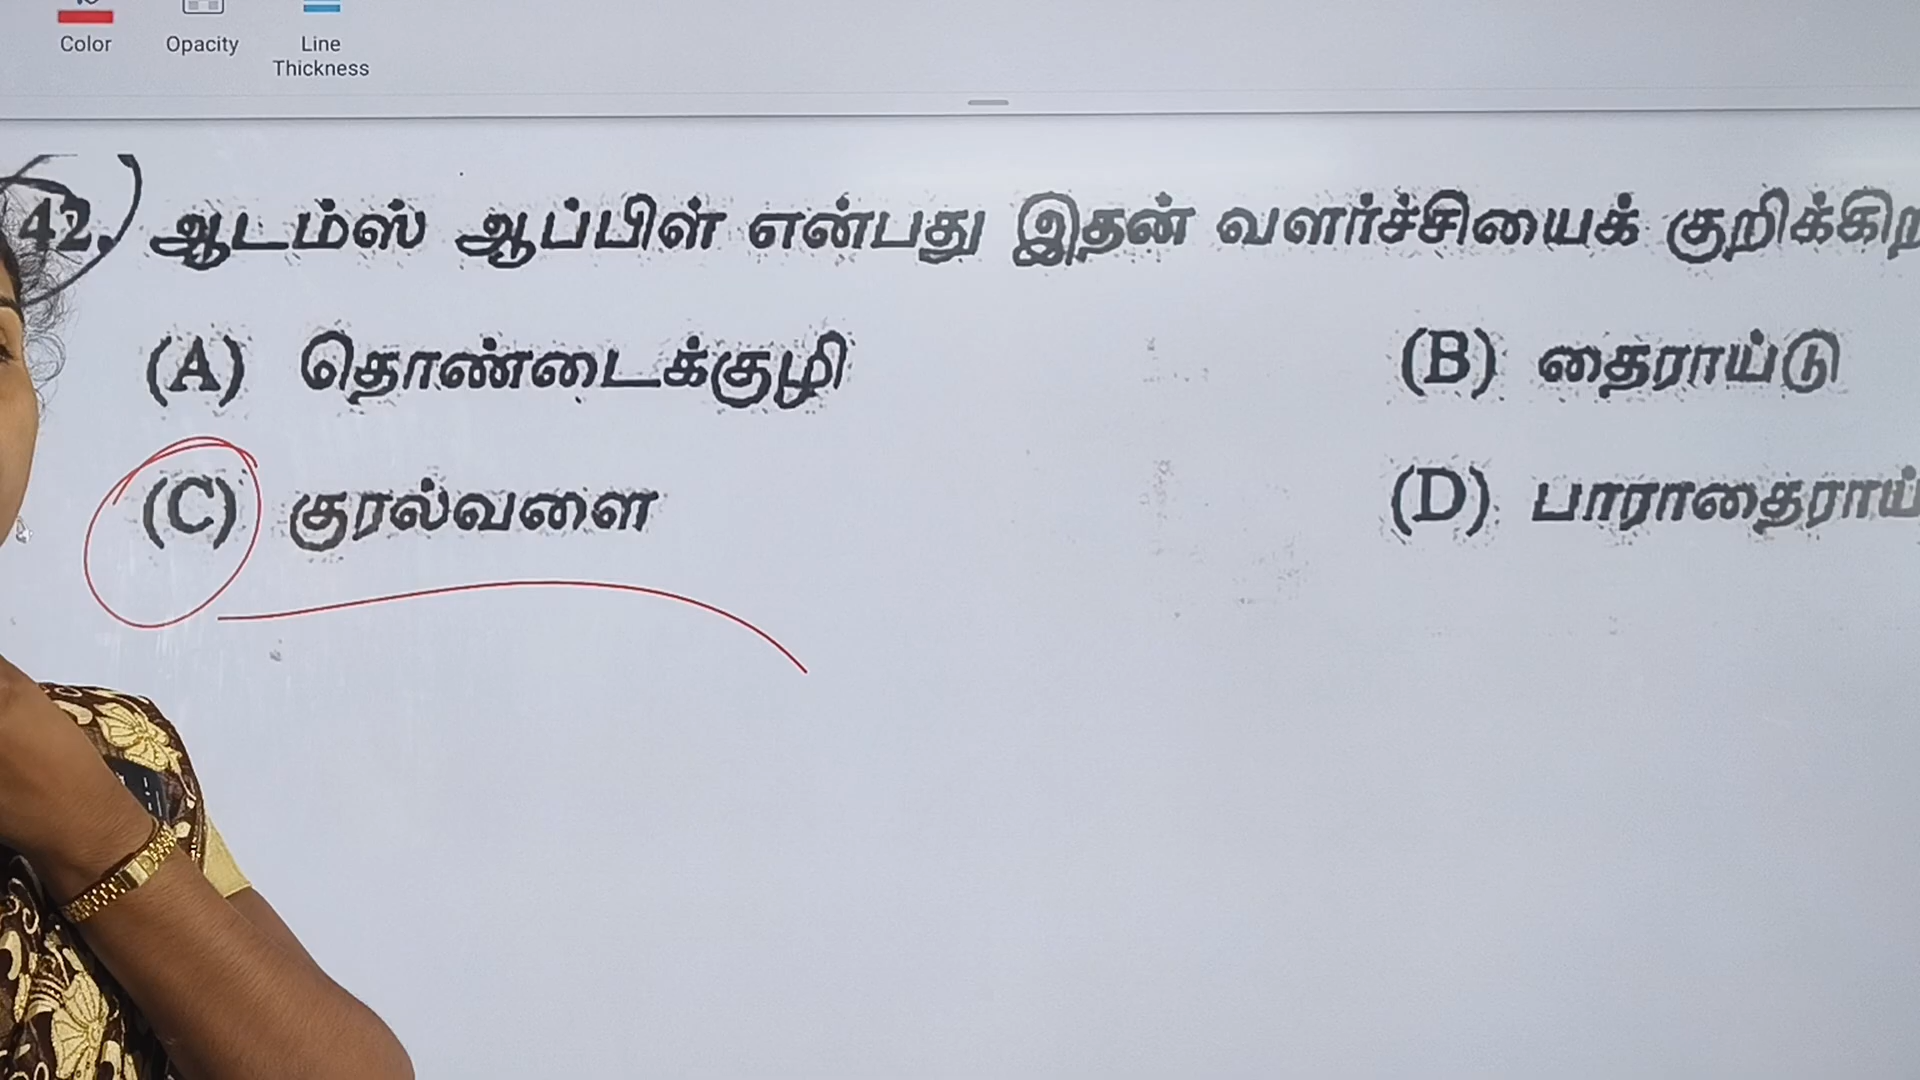 Color Opacity Line
Thickness
42. ஆடம்ஸ் ஆப்பிள் என்பது இதன் வளர்ச்சியைக்
(A) தொண்டைக்குழி (B) தைராய்டு
(C) குரல்வளை (D)